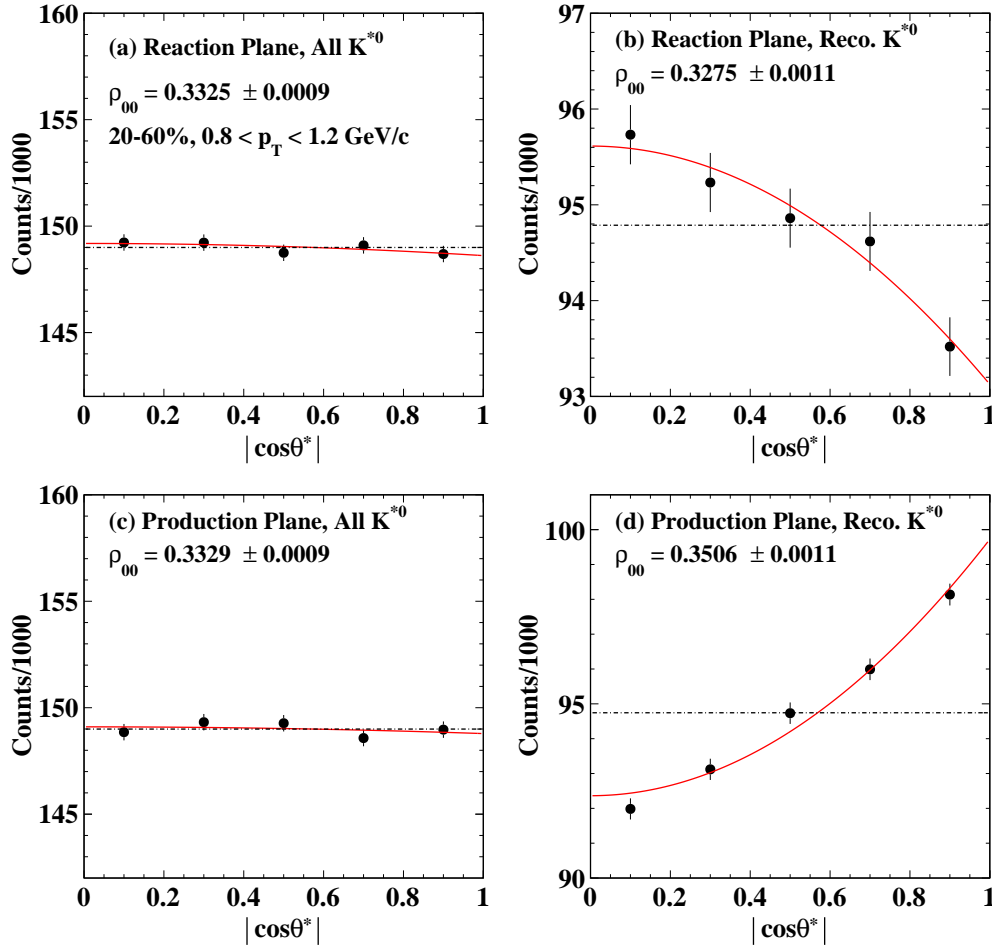 160
155
150
145
Counts/1000
(a) Reaction Plane, All K*0
ρ00 = 0.3325 ± 0.0009
20-60%, 0.8 < pT < 1.2 GeV/c
0 0.2 0.4 0.6 0.8 1
|cosθ*|
97
96
95
94
93
Counts/1000
(b) Reaction Plane, Reco. K*0
ρ00 = 0.3275 ± 0.0011
0 0.2 0.4 0.6 0.8 1
|cosθ*|
160
155
150
145
Counts/1000
(c) Production Plane, All K*0
ρ00 = 0.3329 ± 0.0009
0 0.2 0.4 0.6 0.8 1
|cosθ*|
100
95
90
Counts/1000
(d) Production Plane, Reco. K*0
ρ00 = 0.3506 ± 0.0011
0 0.2 0.4 0.6 0.8 1
|cosθ*|